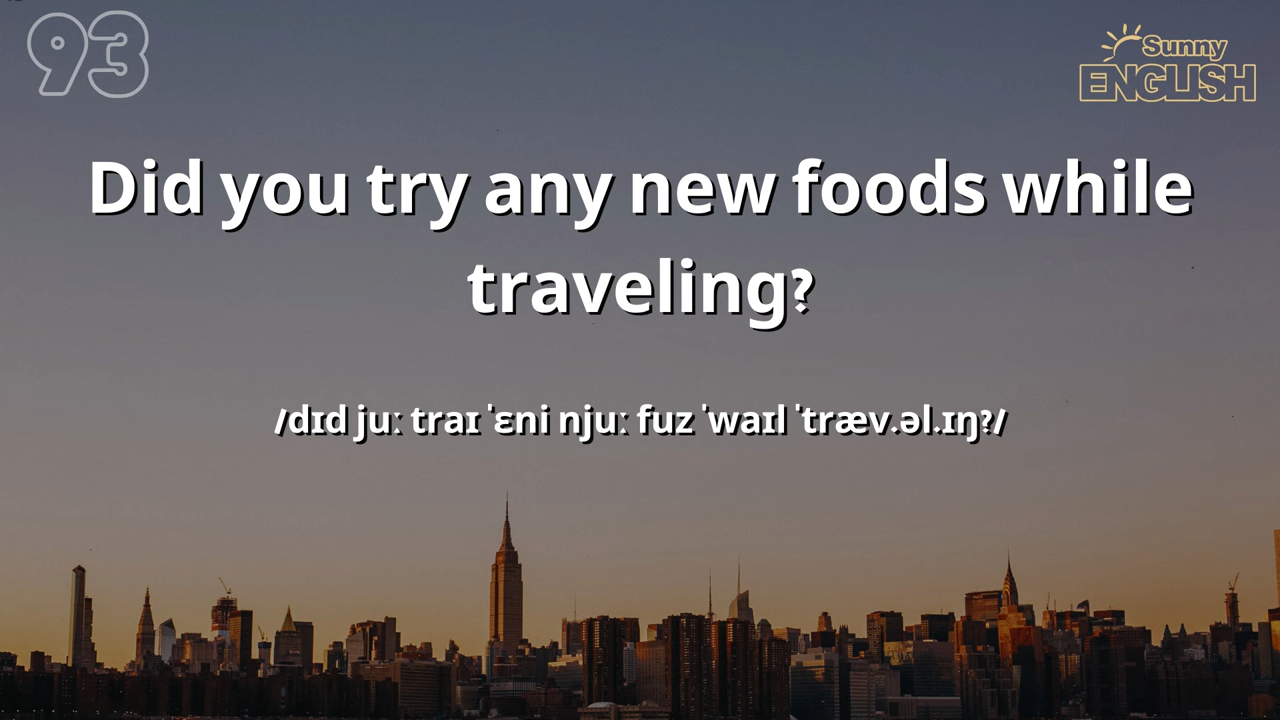 93
Sunny
ENGLISH
Did you try any new foods while
traveling?
/dɪd juː traɪ ˈɛni njuː fuz ˈwaɪl ˈtræv.əl.ɪŋ?/